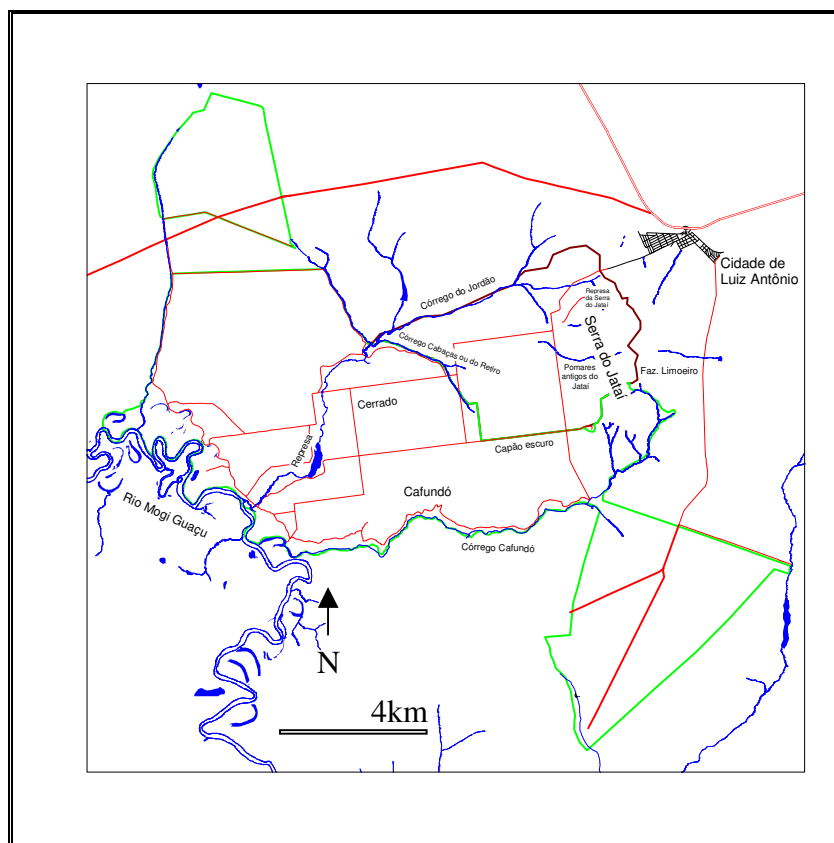 Cidade de
Luiz Antônio
Córrego do Jordão
Represa
da Serra
do Jataí
Serra do Jataí
Córrego Cabaças ou do Retiro
Pomares
antigos do
Jataí
Faz. Limoeiro
Cerrado
Represa
Capão escuro
Cafundó
Rio Mogi Guaçu
Córrego Cafundó
N
4km